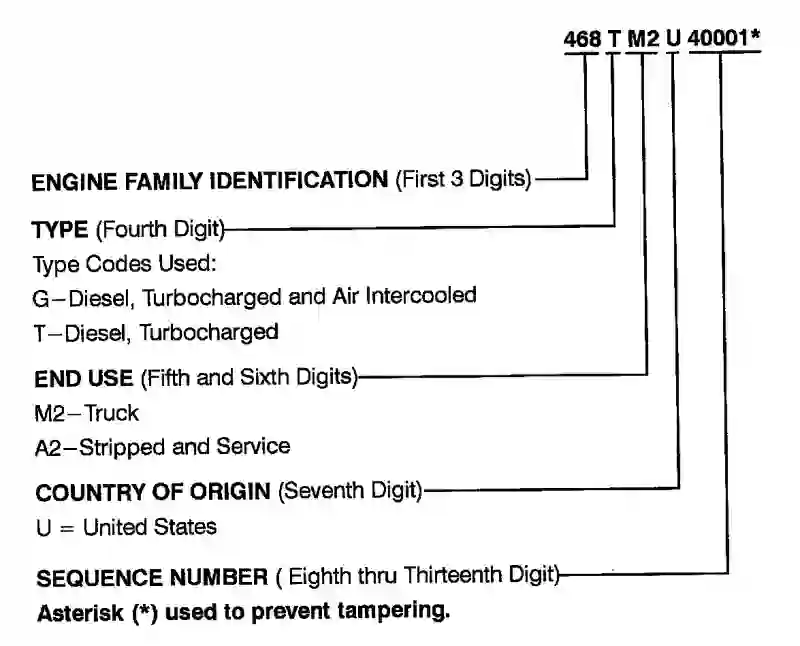 468 T M2 U 40001*
ENGINE FAMILY IDENTIFICATION (First 3 Digits)
TYPE (Fourth Digit)
Type Codes Used:
G–Diesel, Turbocharged and Air Intercooled
T–Diesel, Turbocharged
END USE (Fifth and Sixth Digits)
M2–Truck
A2–Stripped and Service
COUNTRY OF ORIGIN (Seventh Digit)
U = United States
SEQUENCE NUMBER ( Eighth thru Thirteenth Digit)
Asterisk (*) used to prevent tampering.